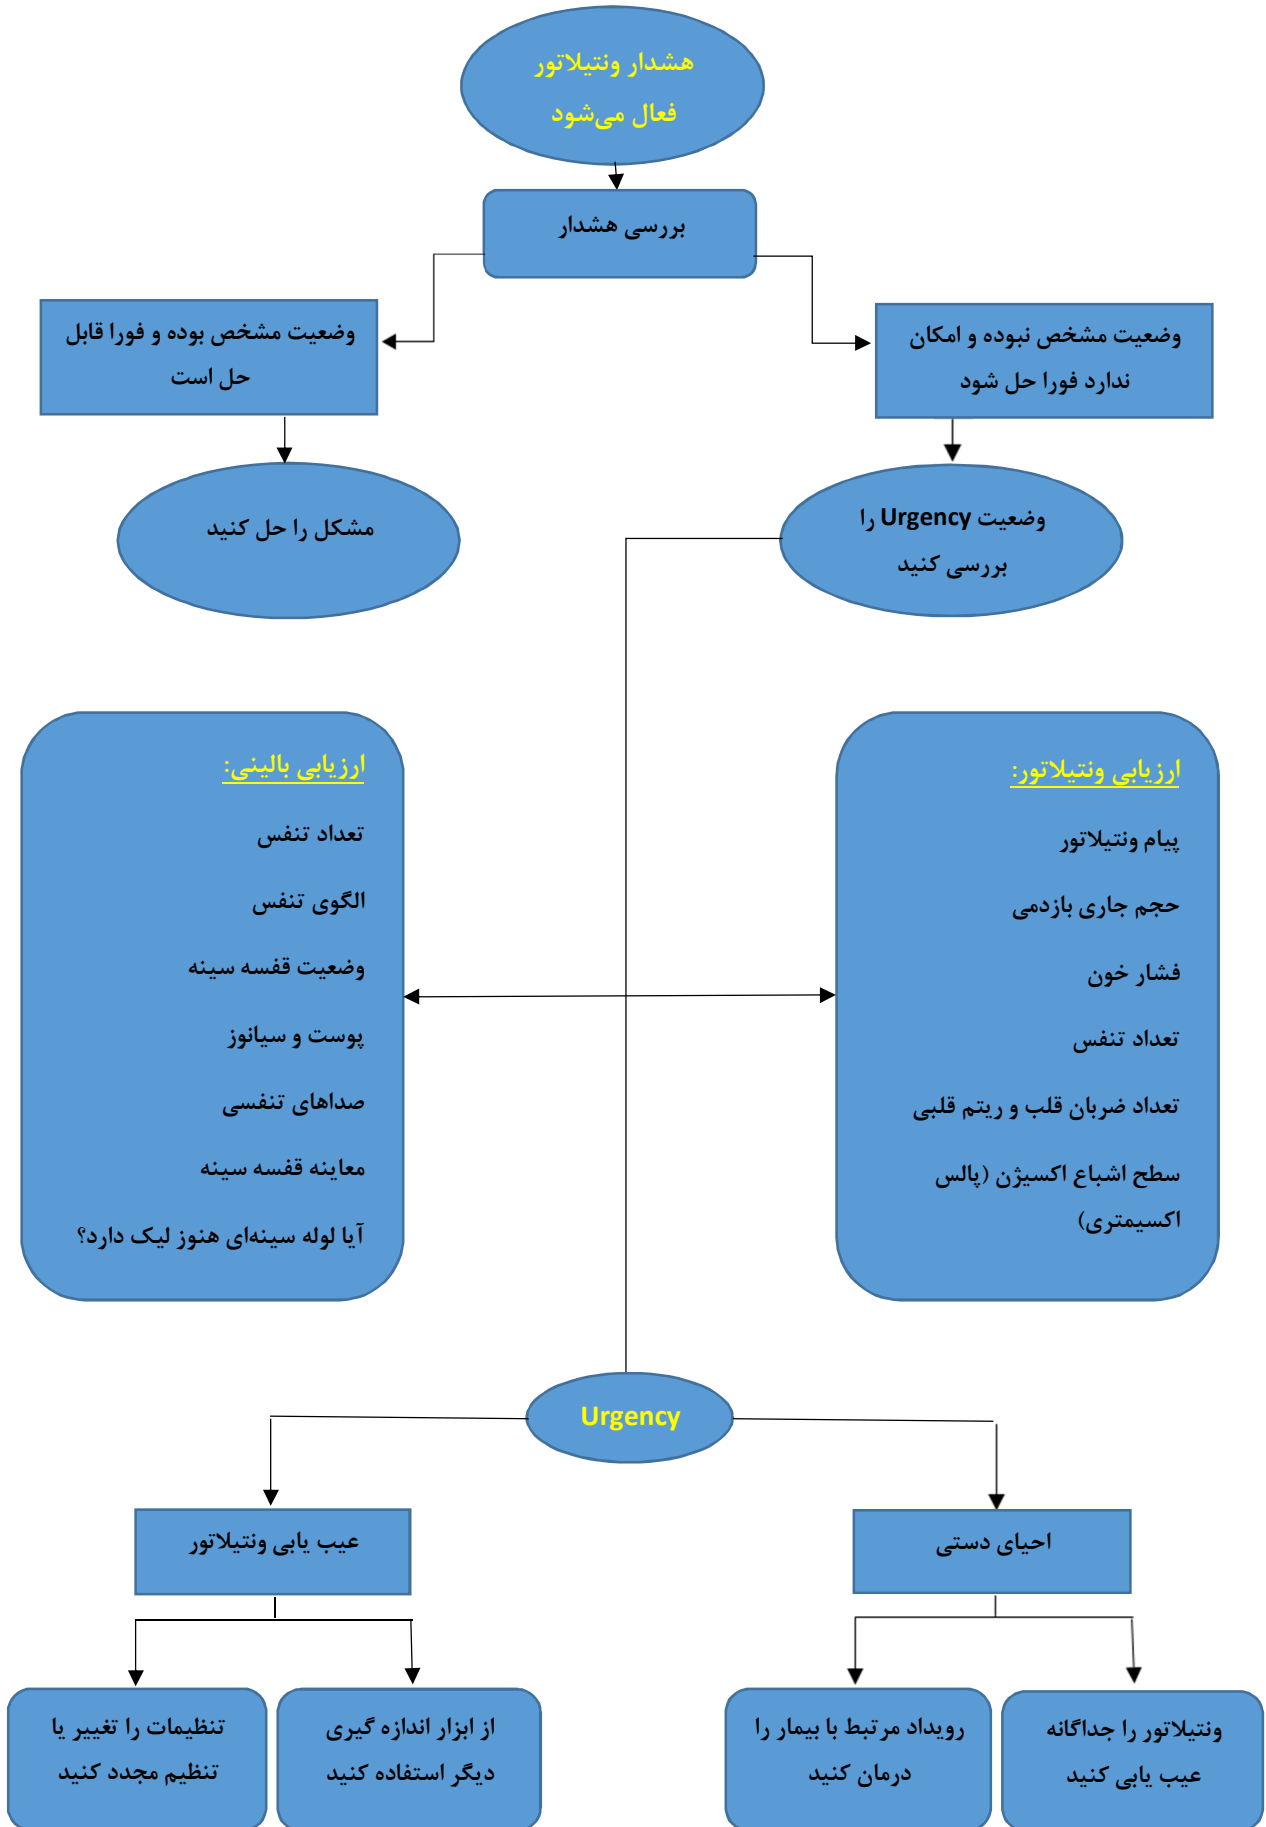 هشدار ونتیلاتور
فعال می‌شود
بررسی هشدار
وضعیت مشخص نبوده و امکان
ندارد فورا حل شود
وضعیت مشخص بوده و فورا قابل
حل است
وضعیت Urgency را
بررسی کنید
مشکل را حل کنید
ارزیابی ونتیلاتور:
پیام ونتیلاتور
حجم جاری بازدمی
فشار خون
تعداد تنفس
تعداد ضربان قلب و ریتم قلبی
سطح اشباع اکسیژن (پالس
اکسیمتری)
ارزیابی بالینی:
تعداد تنفس
الگوی تنفس
وضعیت قفسه سینه
پوست و سیانوز
صداهای تنفسی
معاینه قفسه سینه
آیا لوله سینه‌ای هنوز لیک دارد؟
Urgency
احیای دستی
عیب یابی ونتیلاتور
ونتیلاتور را جداگانه
عیب یابی کنید
رویداد مرتبط با بیمار را
درمان کنید
از ابزار اندازه گیری
دیگر استفاده کنید
تنظیمات را تغییر یا
تنظیم مجدد کنید